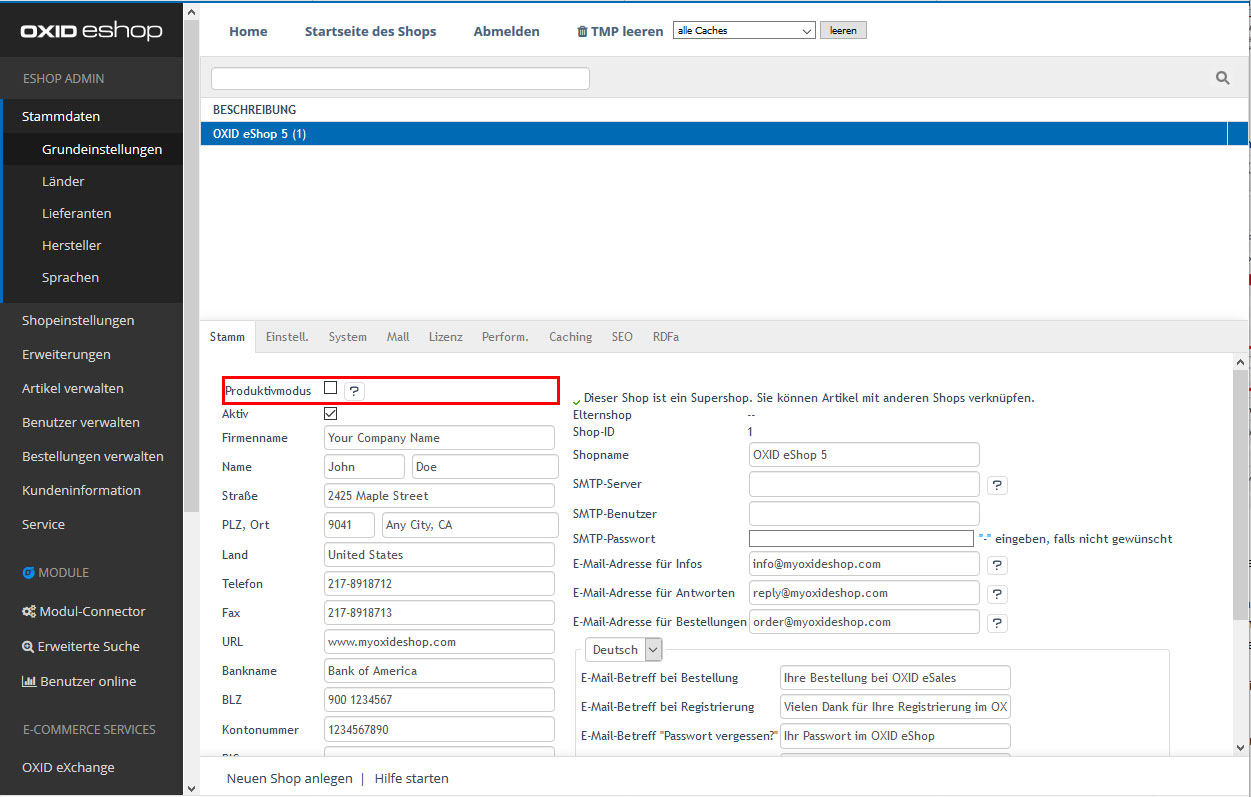 OXID eshop
ESHOP ADMIN
Stammdaten
Grundeinstellungen
Länder
Lieferanten
Hersteller
Sprachen
Shopeinstellungen
Erweiterungen
Artikel verwalten
Benutzer verwalten
Bestellungen verwalten
Kundeninformation
Service
MODULE
Modul-Connector
Erweiterte Suche
Benutzer online
E-COMMERCE SERVICES
OXID eXchange
Home Startseite des Shops Abmelden TMP leeren alle Caches leeren
BESCHREIBUNG
OXID eShop 5 (1)
Stamm Einstell. System Mall Lizenz Perform. Caching SEO RDFa
Produktivmodus ?
Aktiv
Firmenname Your Company Name
Name John Doe
Straße 2425 Maple Street
PLZ, Ort 9041 Any City, CA
Land United States
Telefon 217-8918712
Fax 217-8918713
URL www.myoxideshop.com
Bankname Bank of America
BLZ 900 1234567
Kontonummer 1234567890
Dieser Shop ist ein Supershop. Sie können Artikel mit anderen Shops verknüpfen.
Elternshop --
Shop-ID 1
Shopname OXID eShop 5
SMTP-Server ?
SMTP-Benutzer
SMTP-Passwort "-" eingeben, falls nicht gewünscht
E-Mail-Adresse für Infos info@myoxideshop.com ?
E-Mail-Adresse für Antworten reply@myoxideshop.com ?
E-Mail-Adresse für Bestellungen order@myoxideshop.com ?
Deutsch
E-Mail-Betreff bei Bestellung Ihre Bestellung bei OXID eSales
E-Mail-Betreff bei Registrierung Vielen Dank für Ihre Registrierung im OX
E-Mail-Betreff "Passwort vergessen?" Ihr Passwort im OXID eShop
Neuen Shop anlegen | Hilfe starten